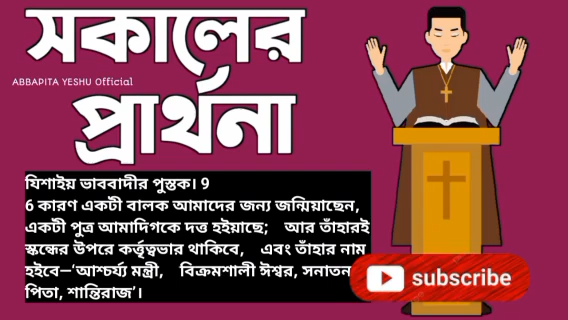 সকালের
ABBAPITA YESHU Official
প্রার্থনা
যিশাইয় ভাববাদীর পুস্তক। 9
6 কারণ একটী বালক আমাদের জন্য জন্মিয়াছেন,
একটী পুত্র আমাদিগকে দত্ত হইয়াছে; আর তাঁহারই
স্কন্ধের উপরে কর্ত্তৃত্বভার থাকিবে, এবং তাঁহার নাম
হইবে—‘আশ্চর্য্য মন্ত্রী, বিক্রমশালী ঈশ্বর, সনাতন
পিতা, শান্তিরাজ’।
subscribe